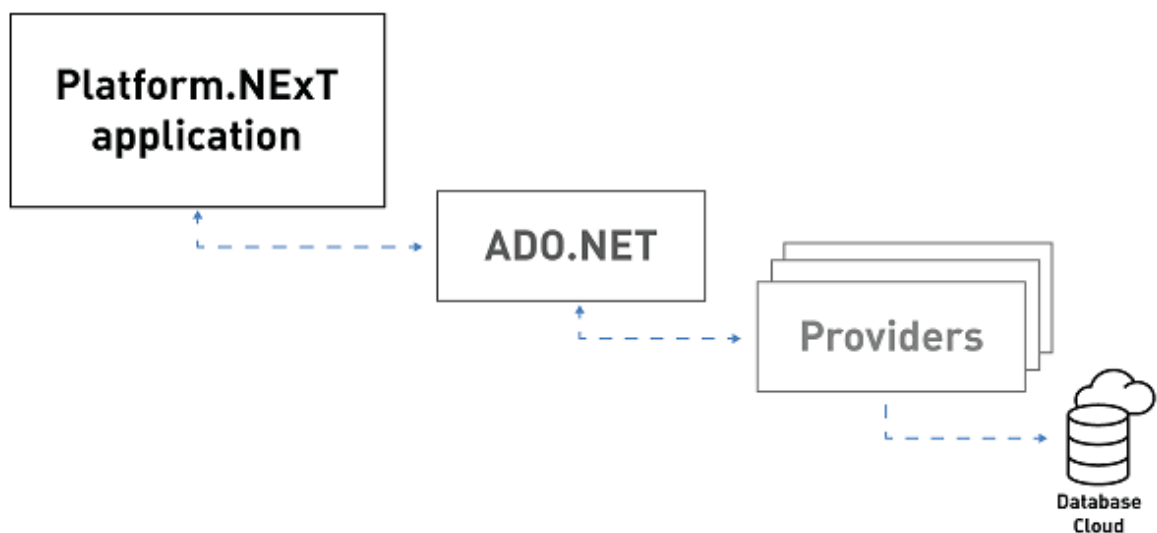 Platform.NExT
application
ADO.NET
Providers
Database
Cloud